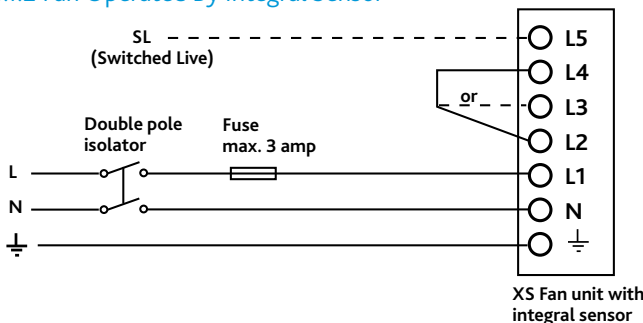 Fan Operated by Integral Sensor
SL
(Switched Live)
L5
L4
or
L3
Double pole
isolator
Fuse
max. 3 amp
L2
L
L1
N
N
XS Fan unit with
integral sensor